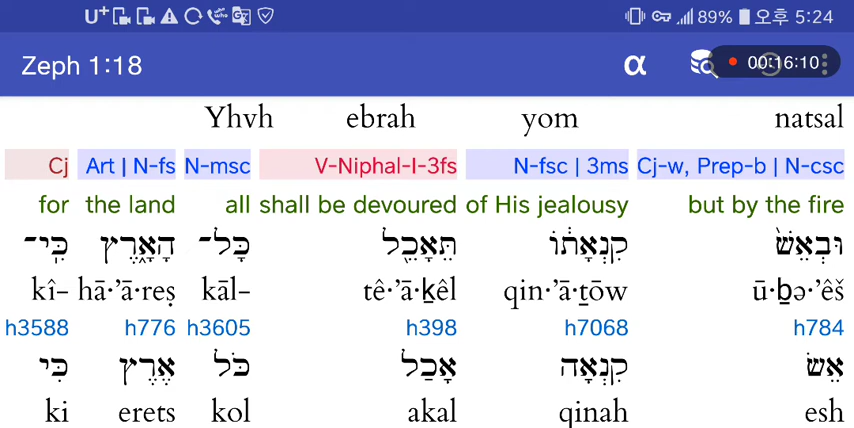 U+ 89% 오후 5:24
Zeph 1:18 α 00:16:10
Yhvh ebrah yom natsal
Cj Art | N-fs N-msc V-Niphal-I-3fs N-fsc | 3ms Cj-w, Prep-b | N-csc
for the land all shall be devoured of His jealousy but by the fire
וּבְאֵשׁ֙ קִנְאָת֔וֹ תֵּאָכֵ֖ל כָּל־ הָאָ֑רֶץ כִּֽי־
kî- hā·’ā·reṣ kāl- tê·’ā·ḵêl qin·’ā·ṯōw ū·ḇə·’êš
h3588 h776 h3605 h398 h7068 h784
אֵשׁ קִנְאָה אָכַל כֹּל אֶרֶץ כִּי
ki erets kol akal qinah esh